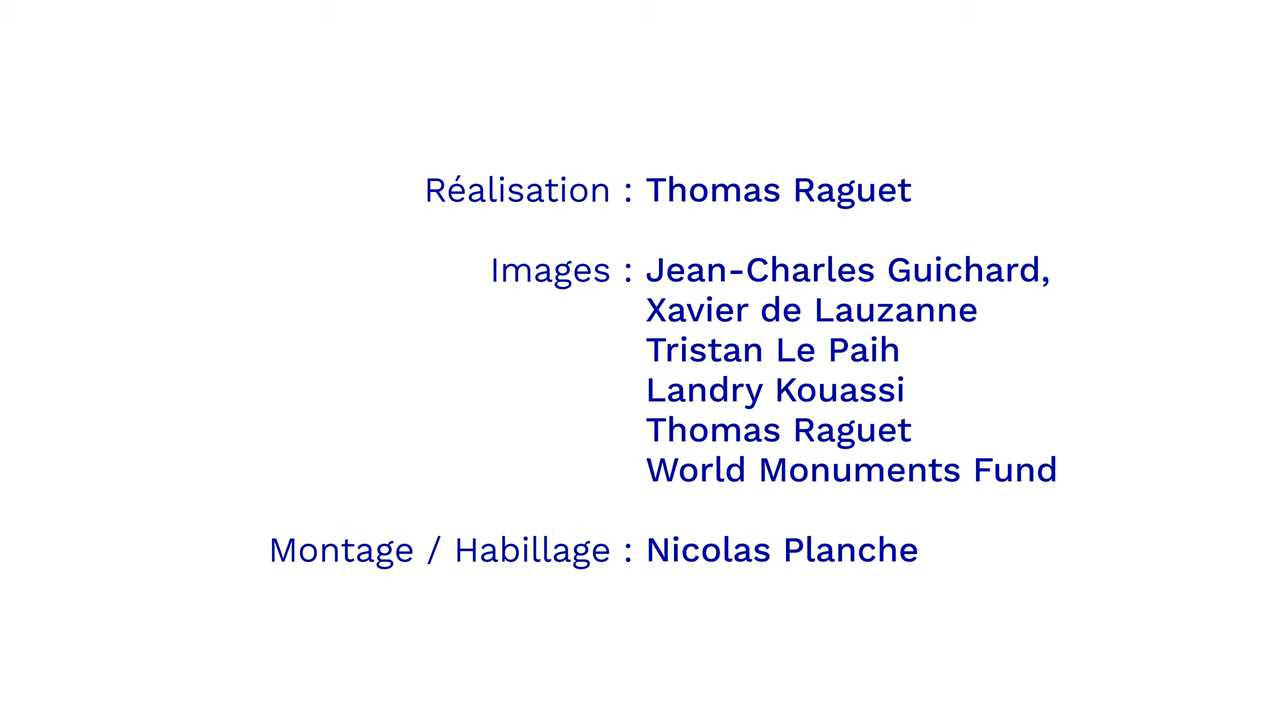 Réalisation : Thomas Raguet
Images : Jean-Charles Guichard,
Xavier de Lauzanne
Tristan Le Paih
Landry Kouassi
Thomas Raguet
World Monuments Fund
Montage / Habillage : Nicolas Planche